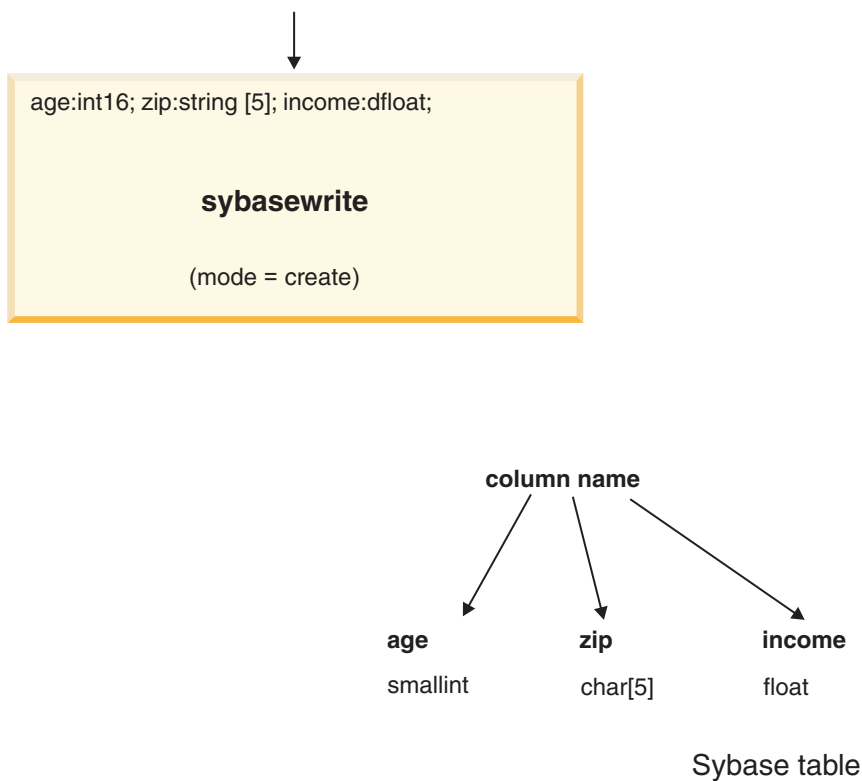 age:int16; zip:string [5]; income:dfloat;
sybasewrite
(mode = create)
column name
age zip income
smallint char[5] float
Sybase table